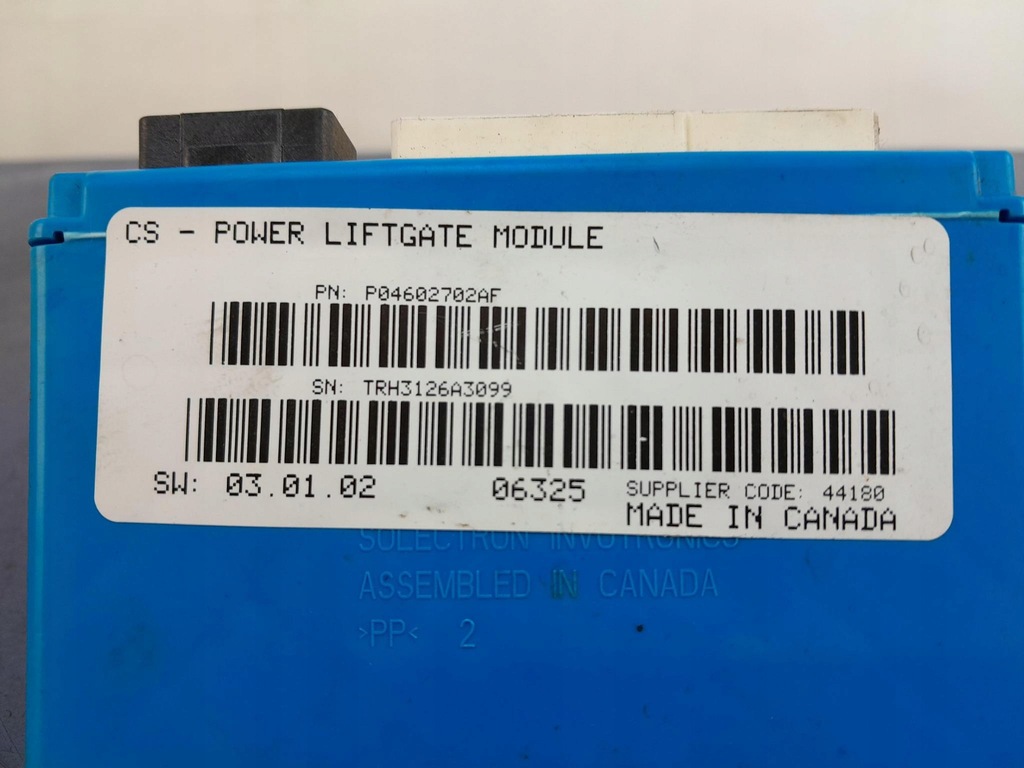 CS - POWER LIFTGATE MODULE
PN: P04602702AF
SN: TRH3126A3099
SW: 03.01.02 06325 SUPPLIER CODE: 44180
MADE IN CANADA
SOLECTRON INVOTRONICS
ASSEMBLED IN CANADA
>PP< 2